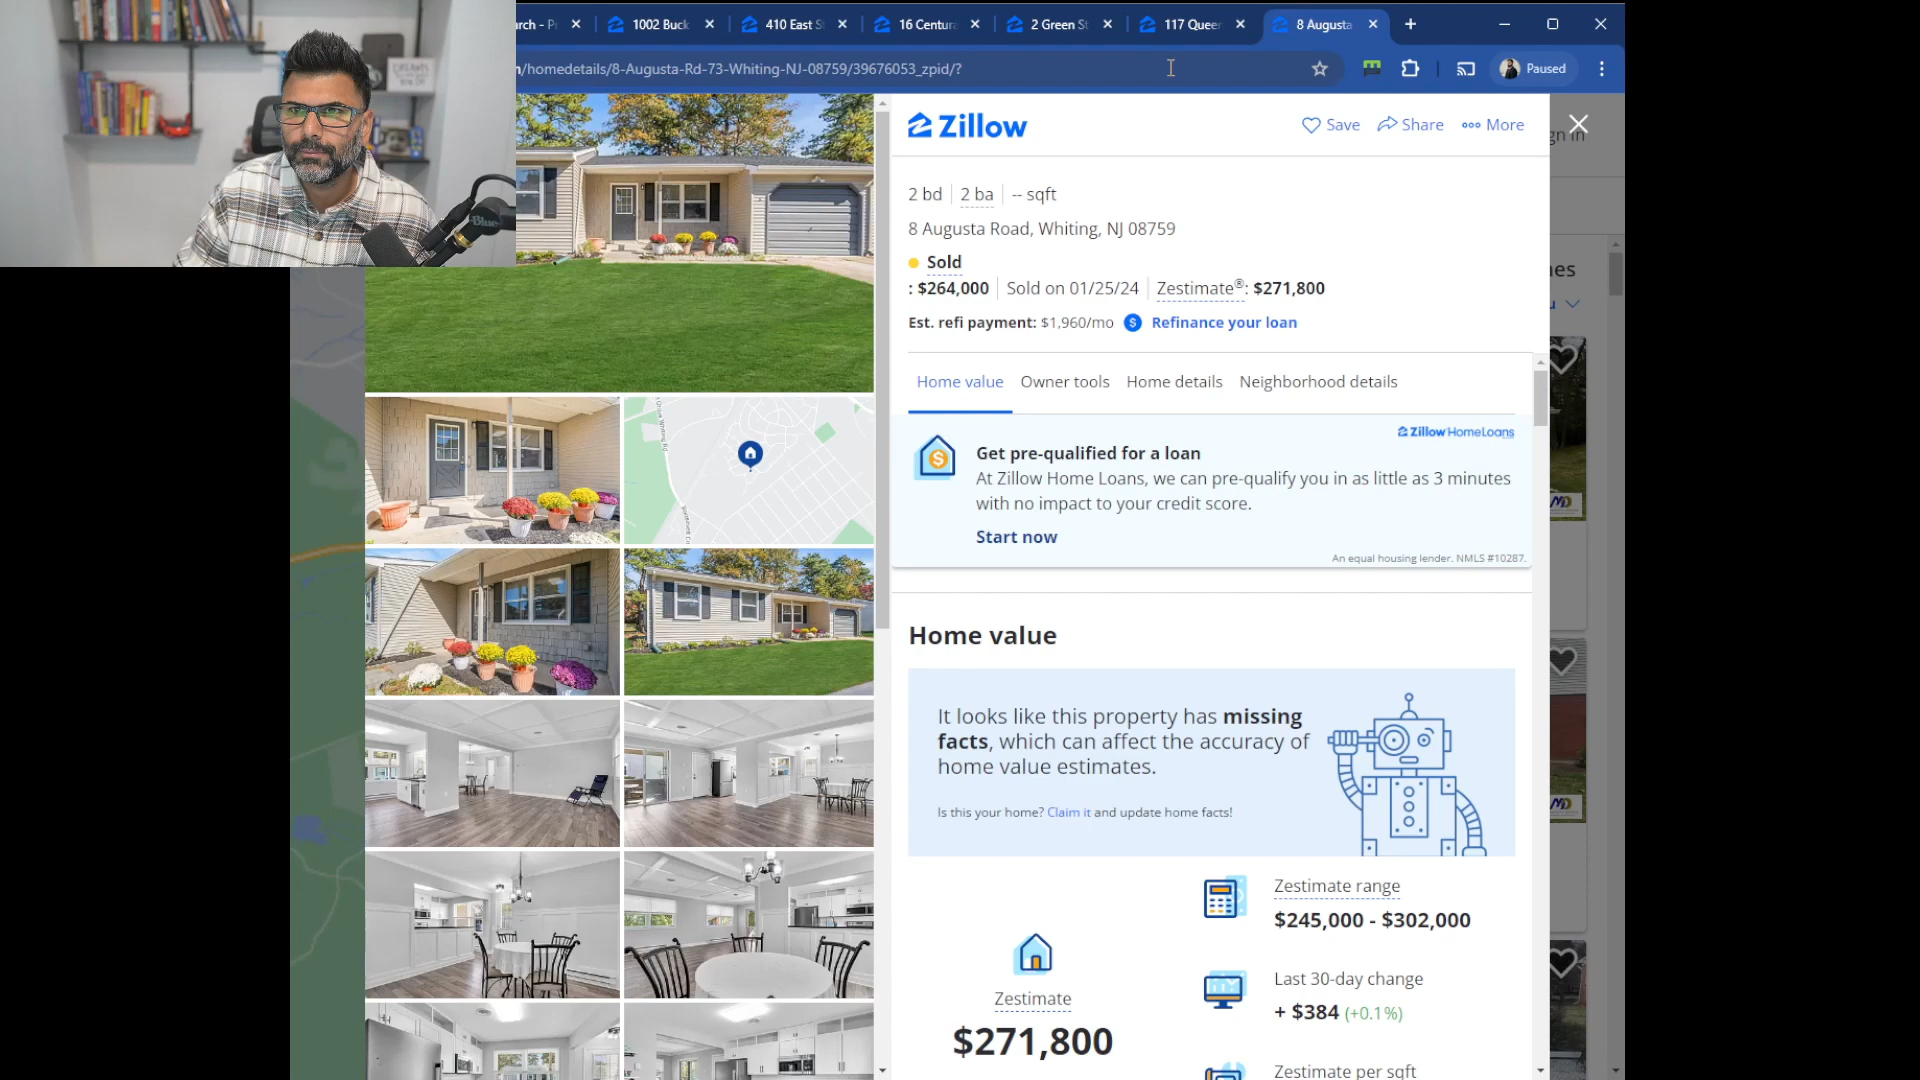 1002 Buck
410 East S
16 Centura
2 Green St
117 Queen
8 Augusta
/homedetails/8-Augusta-Rd-73-Whiting-NJ-08759/39676053_zpid/?
Paused
Zillow
Save
Share
More
2 bd
2 ba
-- sqft
8 Augusta Road, Whiting, NJ 08759
Sold
: $264,000
Sold on 01/25/24
Zestimate®: $271,800
Est. refi payment: $1,960/mo
$
Refinance your loan
Home value
Owner tools
Home details
Neighborhood details
Zillow HomeLoans
Get pre-qualified for a loan
At Zillow Home Loans, we can pre-qualify you in as little as 3 minutes
with no impact to your credit score.
Start now
An equal housing lender. NMLS #10287.
Home value
It looks like this property has missing
facts, which can affect the accuracy of
home value estimates.
Is this your home? Claim it and update home facts!
Zestimate
$271,800
Zestimate range
$245,000 - $302,000
Last 30-day change
+ $384 (+0.1%)
Zestimate per sqft
Blue